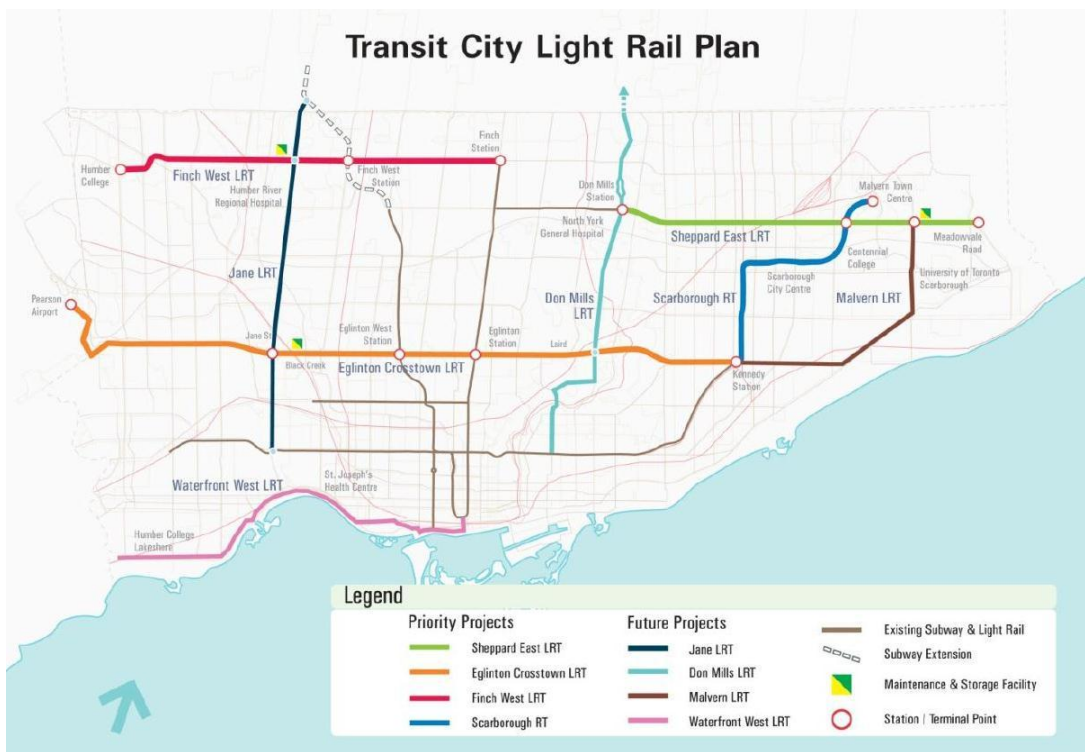 Transit City Light Rail Plan
Finch
Station
Humber
College
Finch West LRT
Finch West
Station
Humber River
Regional Hospital
Don Mills
Station
North York
General Hospital
Malvern Town
Centre
Sheppard East LRT
Meadowvale
Road
Centennial
College
Jane LRT
Don Mills
LRT
Scarborough RT
Scarborough
City Centre
Malvern LRT
University of Toronto
Scarborough
Pearson
Airport
Jane St.
Black Creek
Eglinton West
Station
Eglinton
Station
Laird
Eglinton Crosstown LRT
Kennedy
Station
Waterfront West LRT
St. Joseph's
Health Centre
Humber College
Lakeshore
Legend
Priority Projects
Sheppard East LRT
Eglinton Crosstown LRT
Finch West LRT
Scarborough RT
Future Projects
Jane LRT
Don Mills LRT
Malvern LRT
Waterfront West LRT
Existing Subway & Light Rail
Subway Extension
Maintenance & Storage Facility
Station / Terminal Point